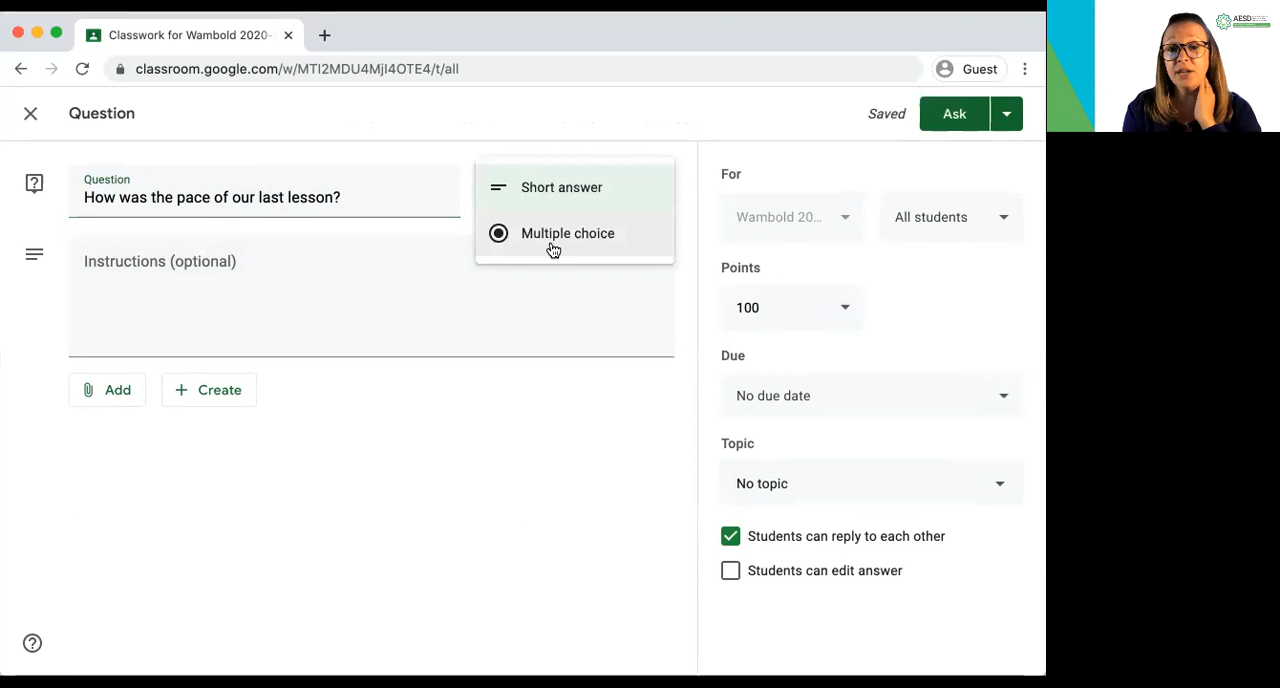 Classwork for Wambold 2020-
classroom.google.com/w/MTI2MDU4MjI4OTE4/t/all
Guest
Question
Saved
Ask
Question
How was the pace of our last lesson?
Short answer
Multiple choice
Instructions (optional)
Add
Create
For
Wambold 20...
All students
Points
100
Due
No due date
Topic
No topic
Students can reply to each other
Students can edit answer
AESD